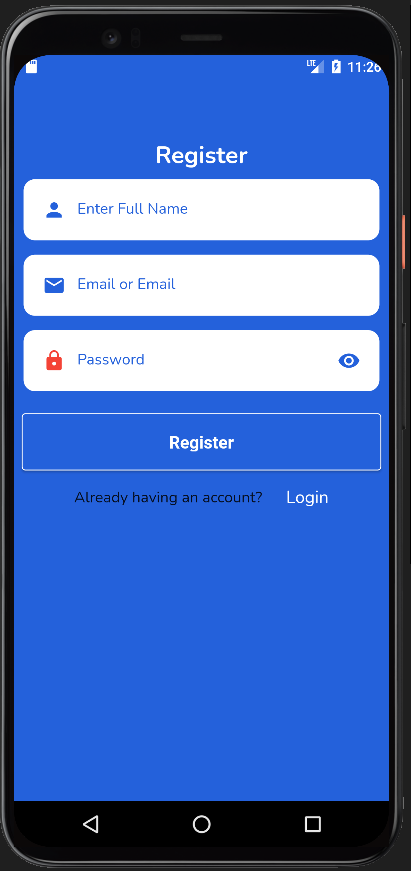 LTE 11:26
Register
Enter Full Name
Email or Email
Password
Register
Already having an account? Login